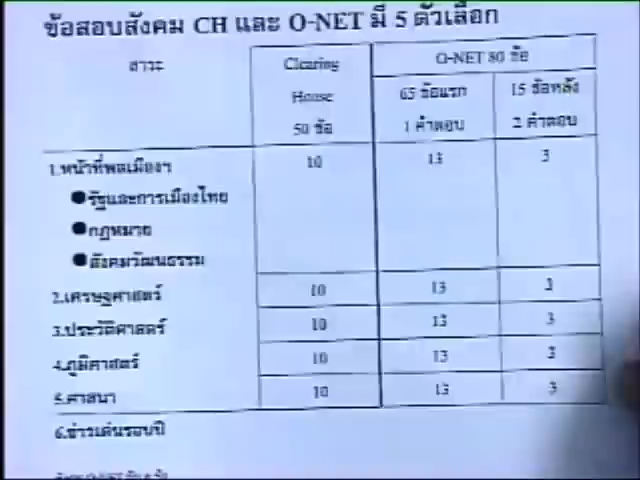 ข้อสอบสังคม CH และ O-NET มี 5 ตัวเลือก
สาระ Clearing House 50 ข้อ O-NET 80 ข้อ
65 ข้อแรก 1 คำตอบ 15 ข้อหลัง 2 คำตอบ
1.หน้าที่พลเมืองฯ 10 13 3
●รัฐและการเมืองไทย
●กฎหมาย
●สังคมวัฒนธรรม
2.เศรษฐศาสตร์ 10 13 3
3.ประวัติศาสตร์ 10 13 3
4.ภูมิศาสตร์ 10 13 3
5.ศาสนา 10 13 3
6.ข่าวเด่นรอบปี